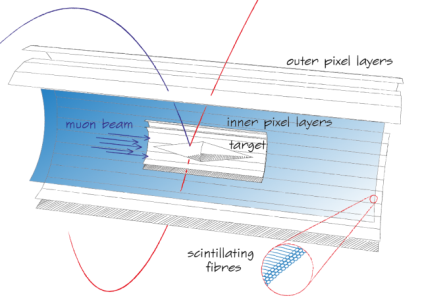 outer pixel layers
muon beam
inner pixel layers
target
scintillating
fibres